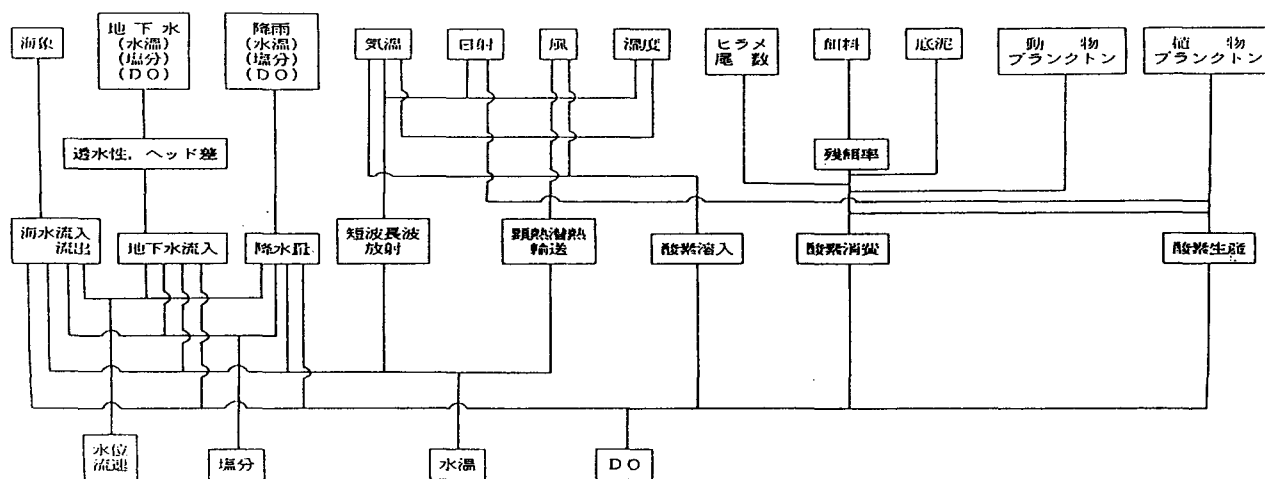 海象
地下水
(水温)
(塩分)
(DO)
降雨
(水温)
(塩分)
(DO)
気温
日射
風
湿度
ヒラメ
尾数
餌料
底泥
動物
プランクトン
植物
プランクトン
透水性，ヘッド差
残餌率
海水流入
流出
地下水流入
降水量
短波長波
放射
顕熱潜熱
輸送
酸素溶入
酸素消費
酸素生産
水位
流速
塩分
水温
DO